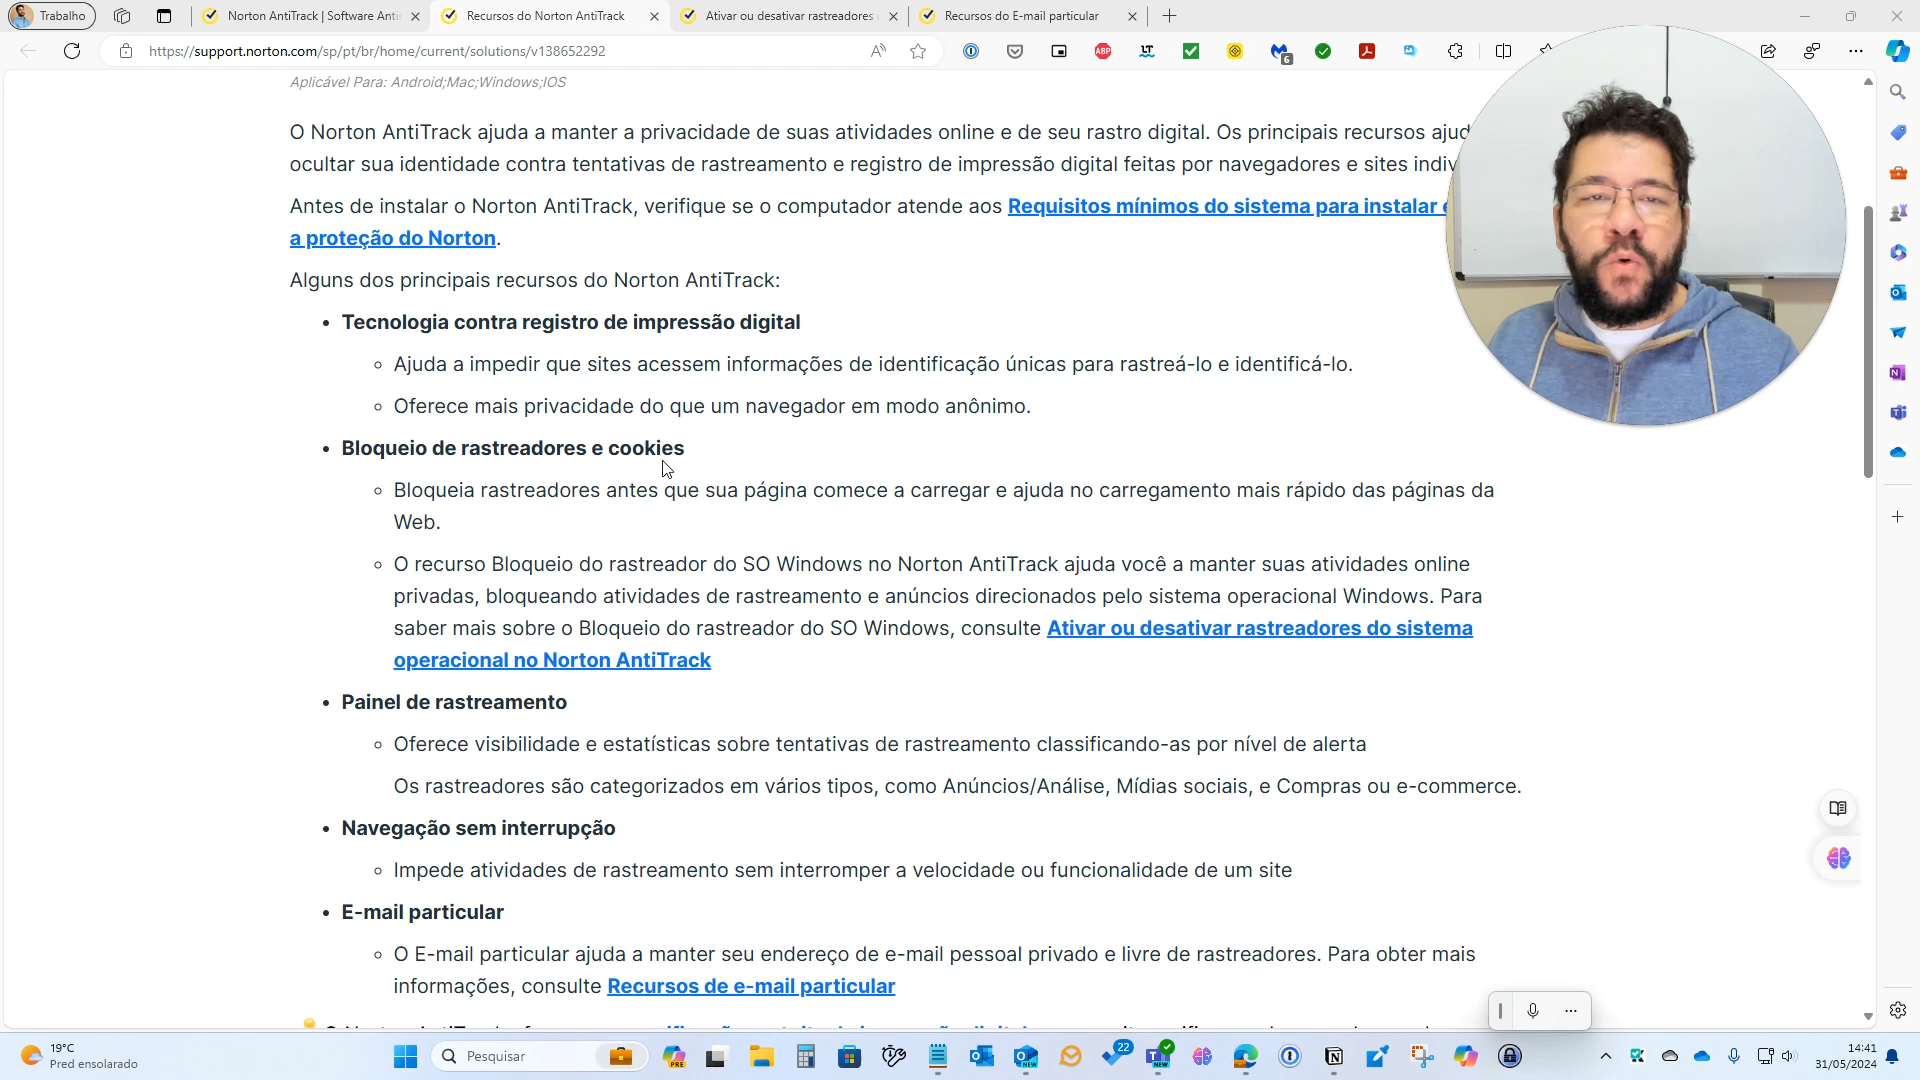 Trabalho
Norton AntiTrack | Software Anti
Recursos do Norton AntiTrack
Ativar ou desativar rastreadores
Recursos do E-mail particular
https://support.norton.com/sp/pt/br/home/current/solutions/v138652292
ABP
LT
6
Aplicável Para: Android;Mac;Windows;IOS
O Norton AntiTrack ajuda a manter a privacidade de suas atividades online e de seu rastro digital. Os principais recursos ajud
ocultar sua identidade contra tentativas de rastreamento e registro de impressão digital feitas por navegadores e sites indiv
Antes de instalar o Norton AntiTrack, verifique se o computador atende aos Requisitos mínimos do sistema para instalar e
a proteção do Norton.
Alguns dos principais recursos do Norton AntiTrack:
• Tecnologia contra registro de impressão digital
Ajuda a impedir que sites acessem informações de identificação únicas para rastreá-lo e identificá-lo.
Oferece mais privacidade do que um navegador em modo anônimo.
• Bloqueio de rastreadores e cookies
Bloqueia rastreadores antes que sua página comece a carregar e ajuda no carregamento mais rápido das páginas da
Web.
O recurso Bloqueio do rastreador do SO Windows no Norton AntiTrack ajuda você a manter suas atividades online
privadas, bloqueando atividades de rastreamento e anúncios direcionados pelo sistema operacional Windows. Para
saber mais sobre o Bloqueio do rastreador do SO Windows, consulte Ativar ou desativar rastreadores do sistema
operacional no Norton AntiTrack
• Painel de rastreamento
Oferece visibilidade e estatísticas sobre tentativas de rastreamento classificando-as por nível de alerta
Os rastreadores são categorizados em vários tipos, como Anúncios/Análise, Mídias sociais, e Compras ou e-commerce.
• Navegação sem interrupção
Impede atividades de rastreamento sem interromper a velocidade ou funcionalidade de um site
• E-mail particular
O E-mail particular ajuda a manter seu endereço de e-mail pessoal privado e livre de rastreadores. Para obter mais
informações, consulte Recursos de e-mail particular
19°C
Pred ensolarado
Pesquisar
PRE
NEW
22
NEW
14:41
31/05/2024